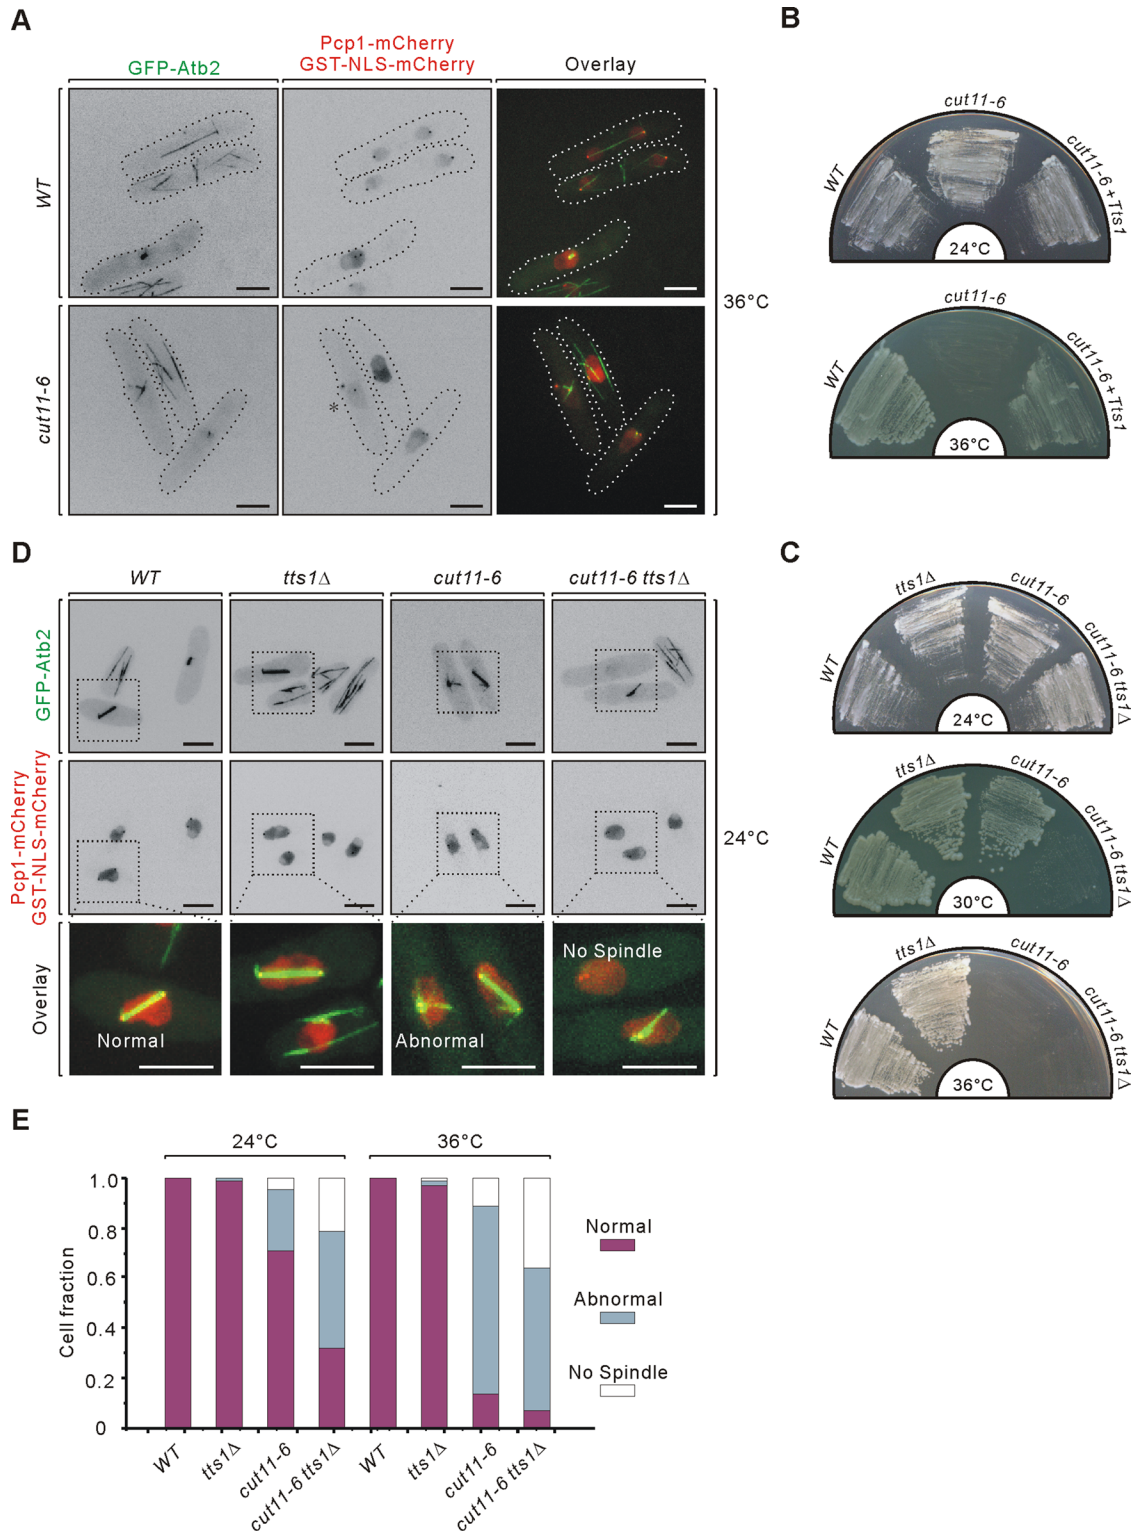 A
GFP-Atb2
Pcp1-mCherry
GST-NLS-mCherry
Overlay
WT
cut11-6
*
36°C
B
WT
cut11-6
cut11-6 + Tts1
24°C
WT
cut11-6
cut11-6 + Tts1
36°C
D
WT
tts1Δ
cut11-6
cut11-6 tts1Δ
GFP-Atb2
Pcp1-mCherry
GST-NLS-mCherry
Overlay
Normal
Abnormal
No Spindle
24°C
C
WT
tts1Δ
cut11-6
cut11-6 tts1Δ
24°C
WT
tts1Δ
cut11-6
cut11-6 tts1Δ
30°C
WT
tts1Δ
cut11-6
cut11-6 tts1Δ
36°C
E
24°C
36°C
Cell fraction
1.0
0.8
0.6
0.4
0.2
0
WT
tts1Δ
cut11-6
cut11-6 tts1Δ
WT
tts1Δ
cut11-6
cut11-6 tts1Δ
Normal
Abnormal
No Spindle